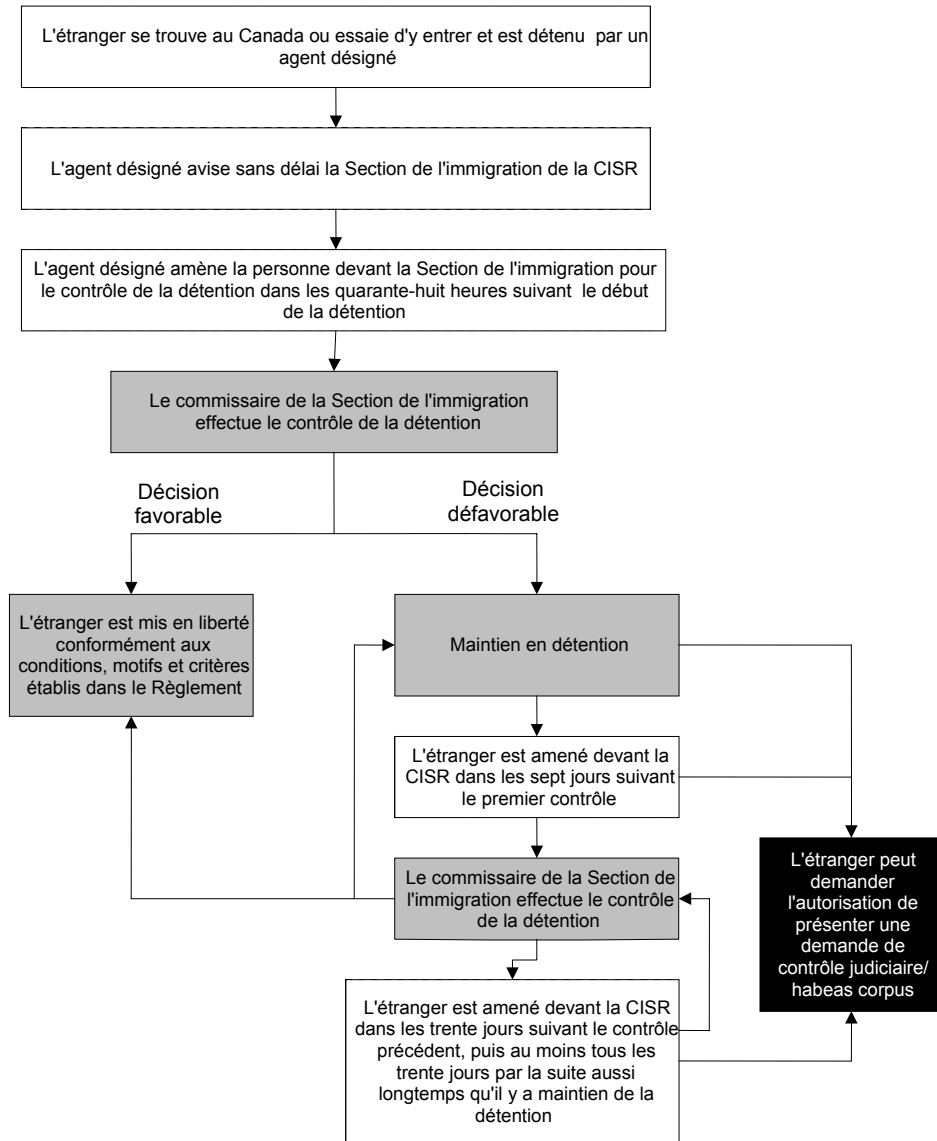 L'étranger se trouve au Canada ou essaie d'y entrer et est détenu par un
agent désigné
L'agent désigné avise sans délai la Section de l'immigration de la CISR
L'agent désigné amène la personne devant la Section de l'immigration pour
le contrôle de la détention dans les quarante-huit heures suivant le début
de la détention
Le commissaire de la Section de l'immigration
effectue le contrôle de la détention
Décision
favorable
Décision
défavorable
L'étranger est mis en liberté
conformément aux
conditions, motifs et critères
établis dans le Règlement
Maintien en détention
L'étranger est amené devant la
CISR dans les sept jours suivant
le premier contrôle
Le commissaire de la Section de
l'immigration effectue le contrôle
de la détention
L'étranger peut
demander
l'autorisation de
présenter une
demande de
contrôle judiciaire/
habeas corpus
L'étranger est amené devant la CISR
dans les trente jours suivant le contrôle
précédent, puis au moins tous les
trente jours par la suite aussi
longtemps qu'il y a maintien de la
détention